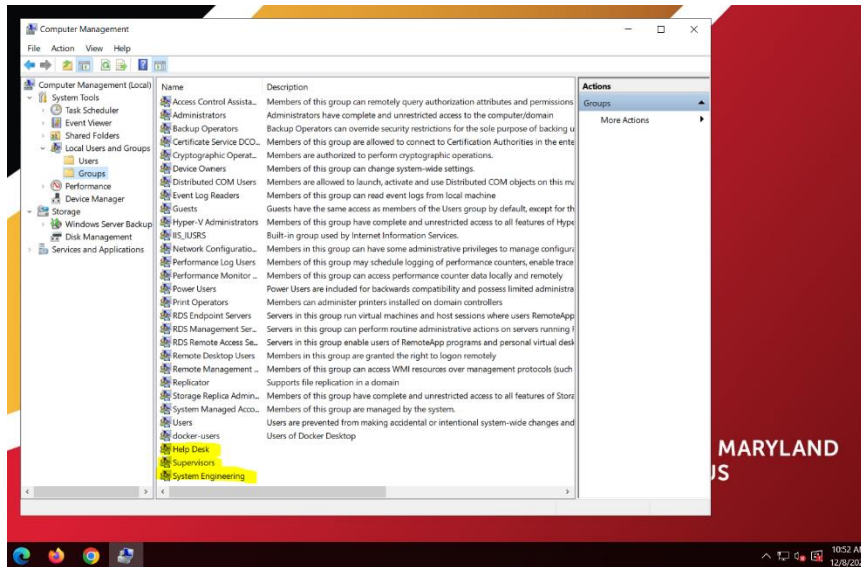 Computer Management
File Action View Help
Computer Management (Local)
System Tools
Task Scheduler
Event Viewer
Shared Folders
Local Users and Groups
Users
Groups
Performance
Device Manager
Storage
Windows Server Backup
Disk Management
Services and Applications
Name Description
Access Control Assista... Members of this group can remotely query authorization attributes and permissions
Administrators Administrators have complete and unrestricted access to the computer/domain
Backup Operators Backup Operators can override security restrictions for the sole purpose of backing u
Certificate Service DCO... Members of this group are allowed to connect to Certification Authorities in the ente
Cryptographic Operat... Members are authorized to perform cryptographic operations.
Device Owners Members of this group can change system-wide settings.
Distributed COM Users Members are allowed to launch, activate and use Distributed COM objects on this ma
Event Log Readers Members of this group can read event logs from local machine
Guests Guests have the same access as members of the Users group by default, except for th
Hyper-V Administrators Members of this group have complete and unrestricted access to all features of Hype
IIS_IUSRS Built-in group used by Internet Information Services.
Network Configuratio... Members in this group can have some administrative privileges to manage configura
Performance Log Users Members of this group may schedule logging of performance counters, enable trace
Performance Monitor ... Members of this group can access performance counter data locally and remotely
Power Users Power Users are included for backwards compatibility and possess limited administra
Print Operators Members can administer printers installed on domain controllers
RDS Endpoint Servers Servers in this group run virtual machines and host sessions where users RemoteApp
RDS Management Ser... Servers in this group can perform routine administrative actions on servers running
RDS Remote Access Se... Servers in this group enable users of RemoteApp programs and personal virtual desk
Remote Desktop Users Members in this group are granted the right to logon remotely
Remote Management ... Members of this group can access WMI resources over management protocols (such
Replicator Supports file replication in a domain
Storage Replica Admin... Members of this group have complete and unrestricted access to all features of Stora
System Managed Acco... Members of this group are managed by the system.
Users Users are prevented from making accidental or intentional system-wide changes and
docker-users Users of Docker Desktop
Help Desk
Supervisors
System Engineering
Actions
Groups
More Actions
MARYLAND
US
10:52 AM
12/8/202